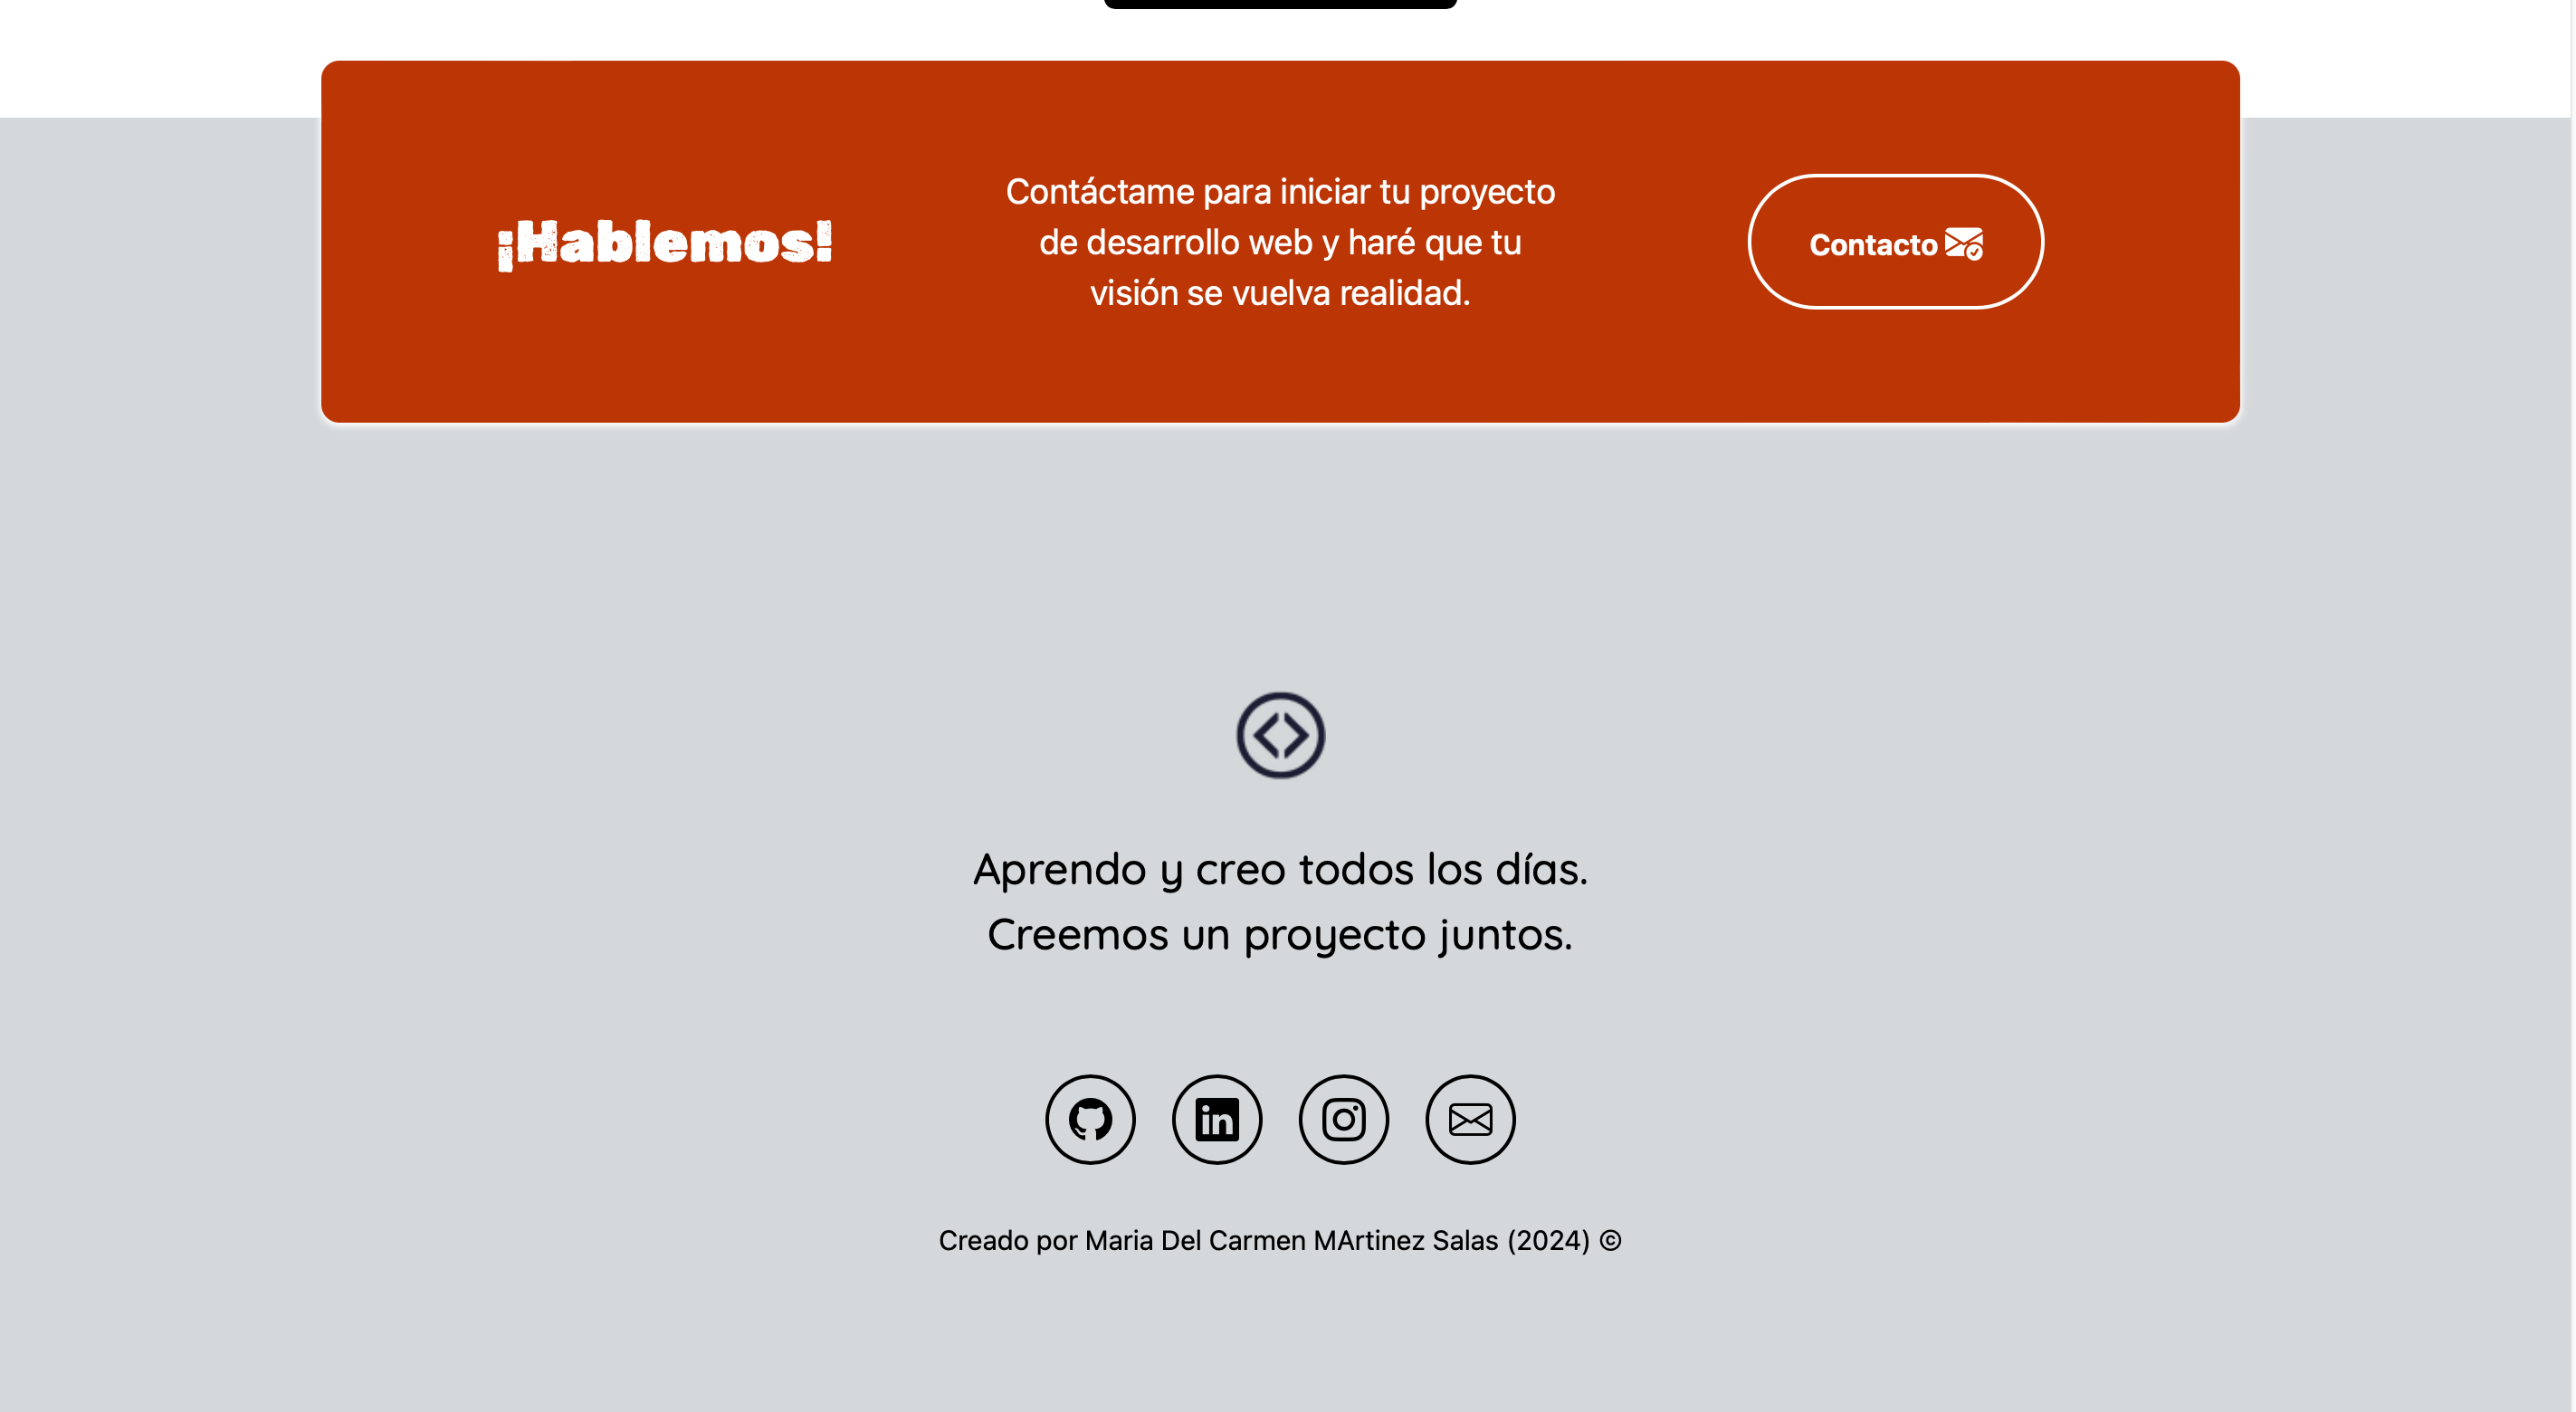 ¡Hablemos!
Contáctame para iniciar tu proyecto
de desarrollo web y haré que tu
visión se vuelva realidad.
Contacto
Aprendo y creo todos los días.
Creemos un proyecto juntos.
in
Creado por Maria Del Carmen MArtinez Salas (2024) ©